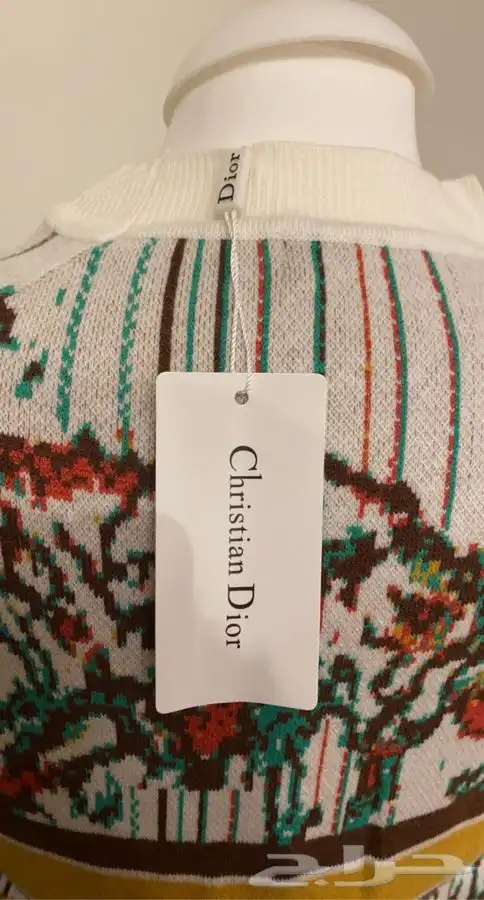 Dior
Christian Dior
حراج